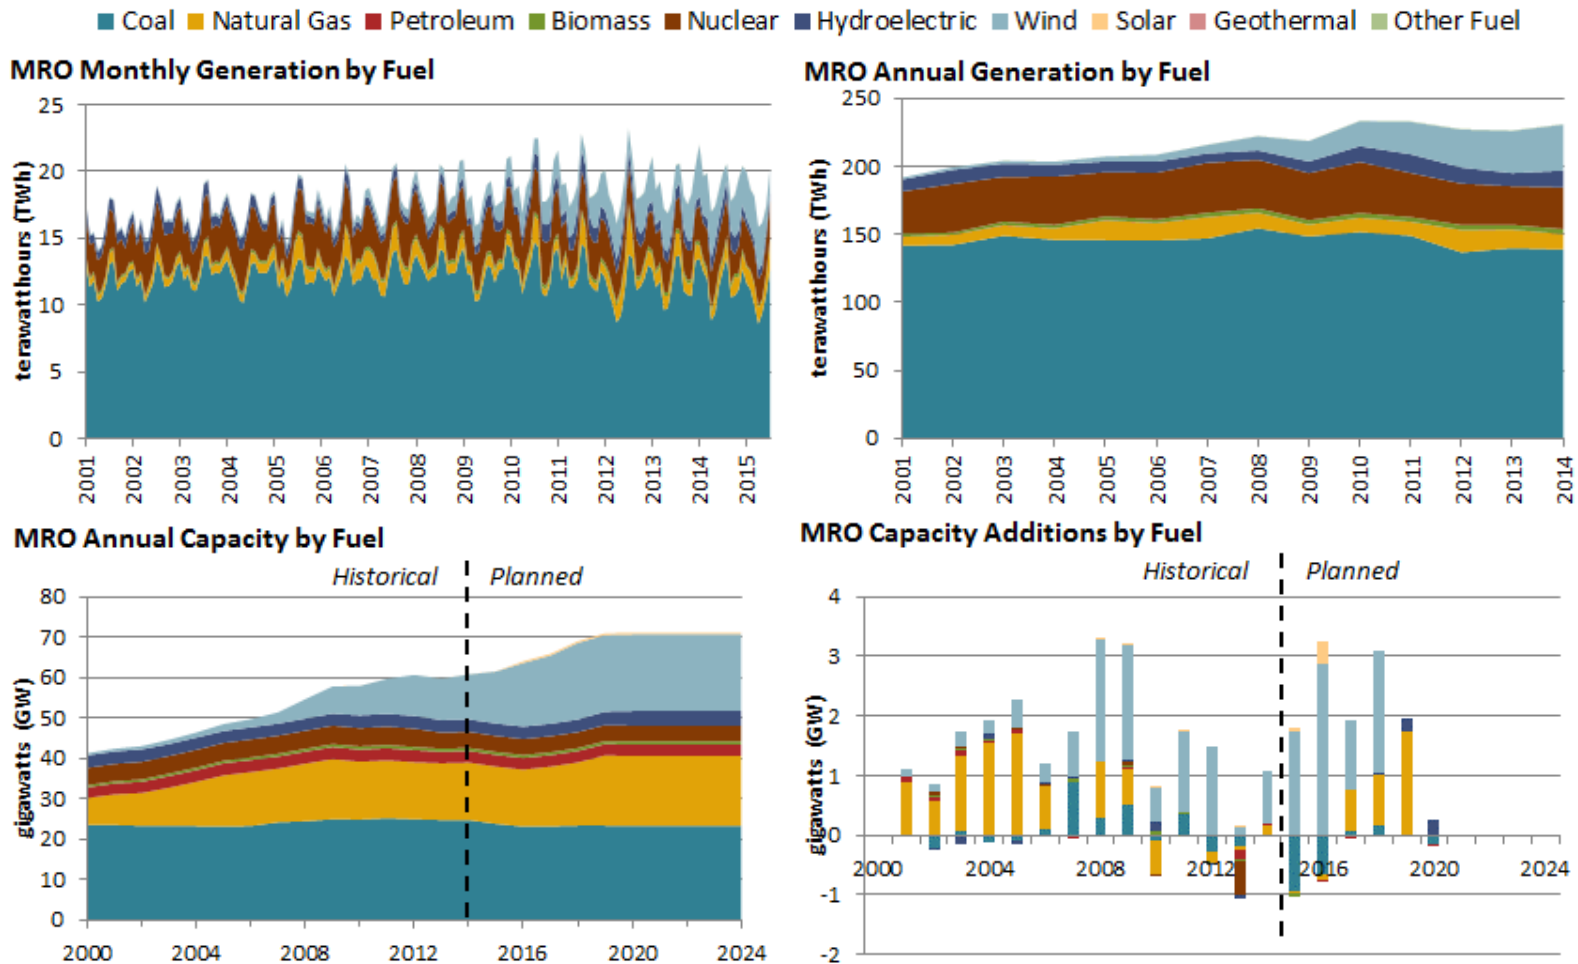 Coal Natural Gas Petroleum Biomass Nuclear Hydroelectric Wind Solar Geothermal Other Fuel
MRO Monthly Generation by Fuel
terawatthours (TWh)
25
20
15
10
5
0
2001 2002 2003 2004 2005 2006 2007 2008 2009 2010 2011 2012 2013 2014 2015
MRO Annual Generation by Fuel
terawatthours (TWh)
250
200
150
100
50
0
2001 2002 2003 2004 2005 2006 2007 2008 2009 2010 2011 2012 2013 2014
MRO Annual Capacity by Fuel
Historical Planned
gigawatts (GW)
80
70
60
50
40
30
20
10
0
2000 2004 2008 2012 2016 2020 2024
MRO Capacity Additions by Fuel
Historical Planned
gigawatts (GW)
4
3
2
1
0
2000 2004 2008 2012 2016 2020 2024
-1
-2